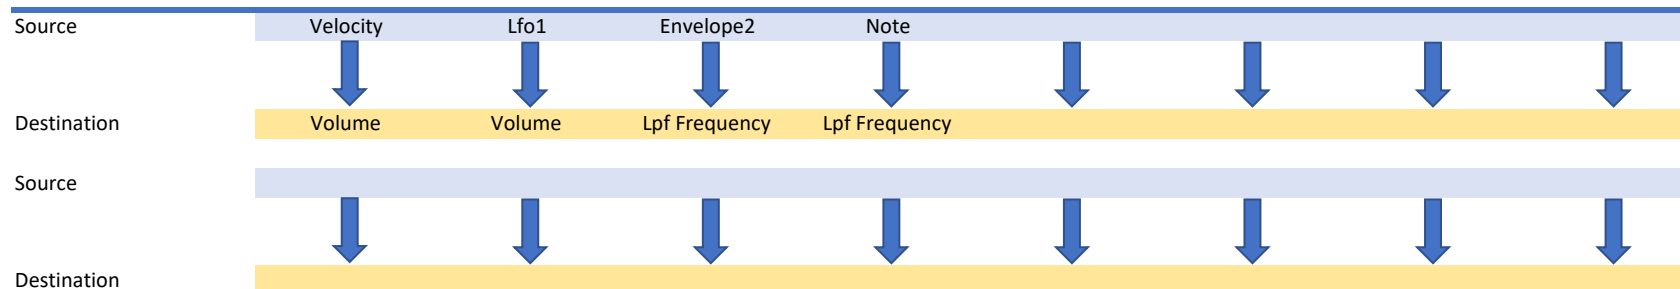 Source Velocity Lfo1 Envelope2 Note
Destination Volume Volume Lpf Frequency Lpf Frequency
Source
Destination